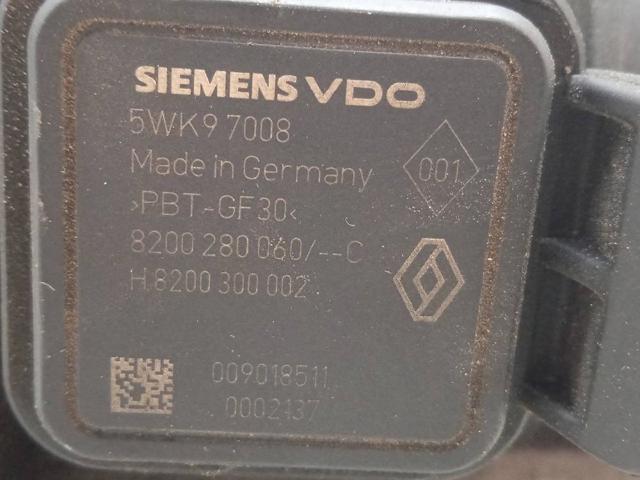 SIEMENS VDO
5WK9 7008
Made in Germany
001
>PBT-GF30<
8200 280 060/--C
H.8200 300 002
009018511
0002137